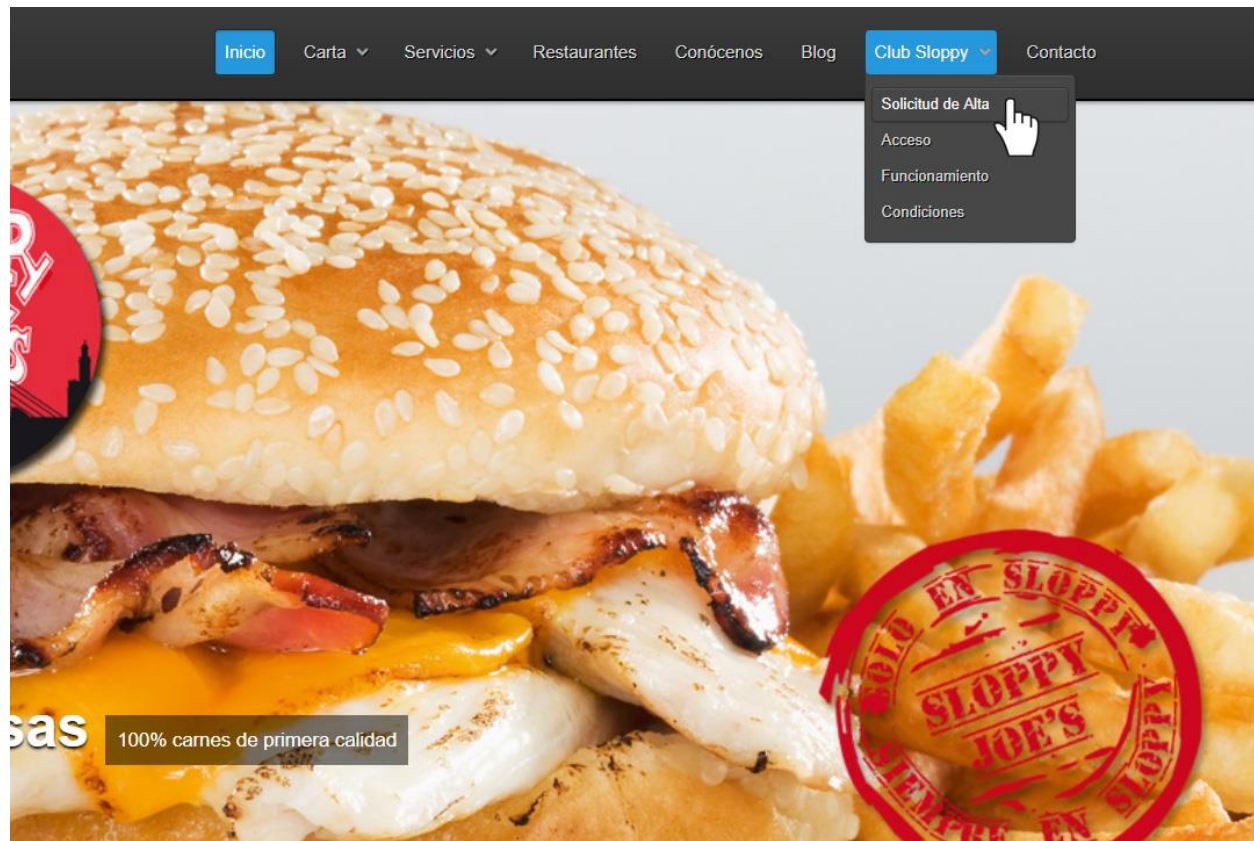 Inicio Carta Servicios Restaurantes Conócenos Blog Club Sloppy Contacto
Solicitud de Alta
Acceso
Funcionamiento
Condiciones
sas 100% carnes de primera calidad
SOLO EN SLOPPY
SLOPPY
JOE'S
SIEMPRE EN SLOPPY